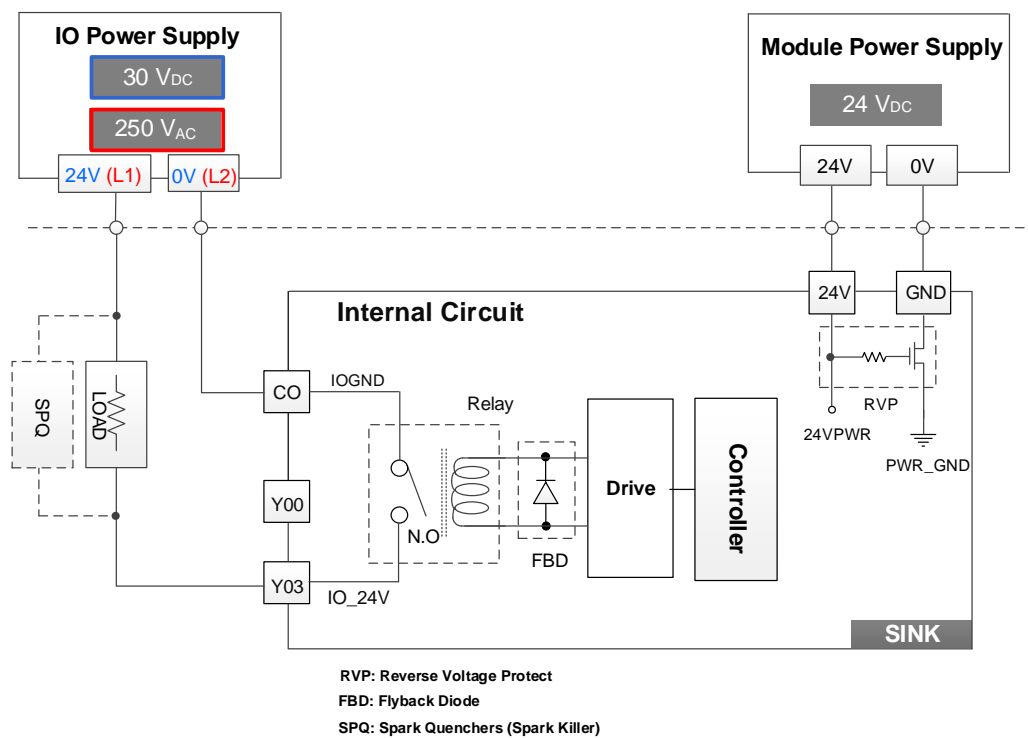 IO Power Supply
30 VDC
250 VAC
24V (L1)
0V (L2)
Module Power Supply
24 VDC
24V
0V
24V
GND
Internal Circuit
RVP
24VPWR
PWR_GND
SPQ
LOAD
CO
IOGND
Relay
Y00
N.O
FBD
Drive
Controller
Y03
IO_24V
SINK
RVP: Reverse Voltage Protect
FBD: Flyback Diode
SPQ: Spark Quenchers (Spark Killer)